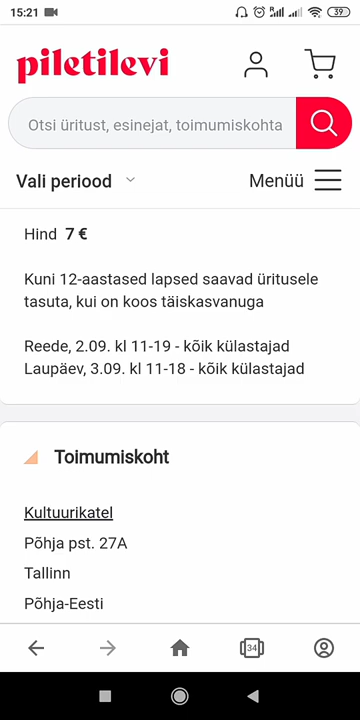 15:21
39
piletilevi
Otsi üritust, esinejat, toimumiskohta
Vali periood
Menüü
Hind 7 €
Kuni 12-aastased lapsed saavad üritusele
tasuta, kui on koos täiskasvanuga
Reede, 2.09. kl 11-19 - kõik külastajad
Laupäev, 3.09. kl 11-18 - kõik külastajad
Toimumiskoht
Kultuurikatel
Põhja pst. 27A
Tallinn
Põhja-Eesti
34